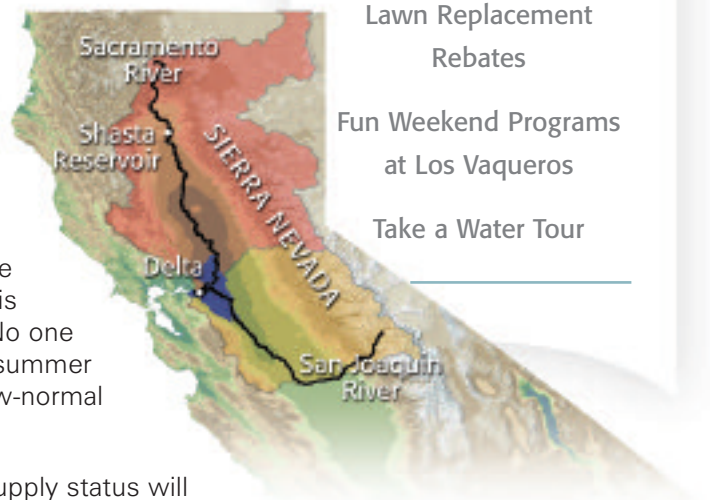 Lawn Replacement
Rebates
Fun Weekend Programs
at Los Vaqueros
Take a Water Tour
Sacramento
River
Shasta
Reservoir
SIERRA NEVADA
Delta
San Joaquin
River
is
No one
summer
w-normal
upply status will